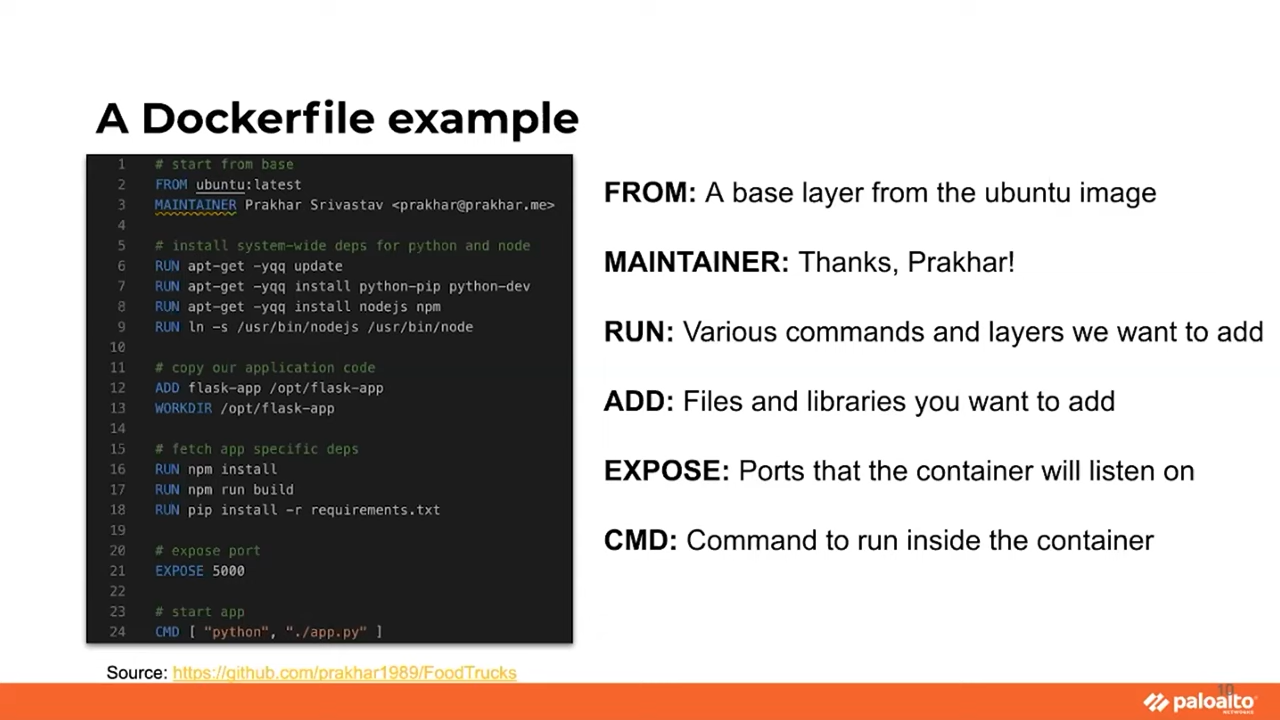 A Dockerfile example
1 # start from base
2 FROM ubuntu:latest
3 MAINTAINER Prakhar Srivastav <prakhar@prakhar.me>
4
5 # install system-wide deps for python and node
6 RUN apt-get -yqq update
7 RUN apt-get -yqq install python-pip python-dev
8 RUN apt-get -yqq install nodejs npm
9 RUN ln -s /usr/bin/nodejs /usr/bin/node
10
11 # copy our application code
12 ADD flask-app /opt/flask-app
13 WORKDIR /opt/flask-app
14
15 # fetch app specific deps
16 RUN npm install
17 RUN npm run build
18 RUN pip install -r requirements.txt
19
20 # expose port
21 EXPOSE 5000
22
23 # start app
24 CMD [ "python", "./app.py" ]
FROM: A base layer from the ubuntu image
MAINTAINER: Thanks, Prakhar!
RUN: Various commands and layers we want to add
ADD: Files and libraries you want to add
EXPOSE: Ports that the container will listen on
CMD: Command to run inside the container
Source: https://github.com/prakhar1989/FoodTrucks
10
paloalto
NETWORKS